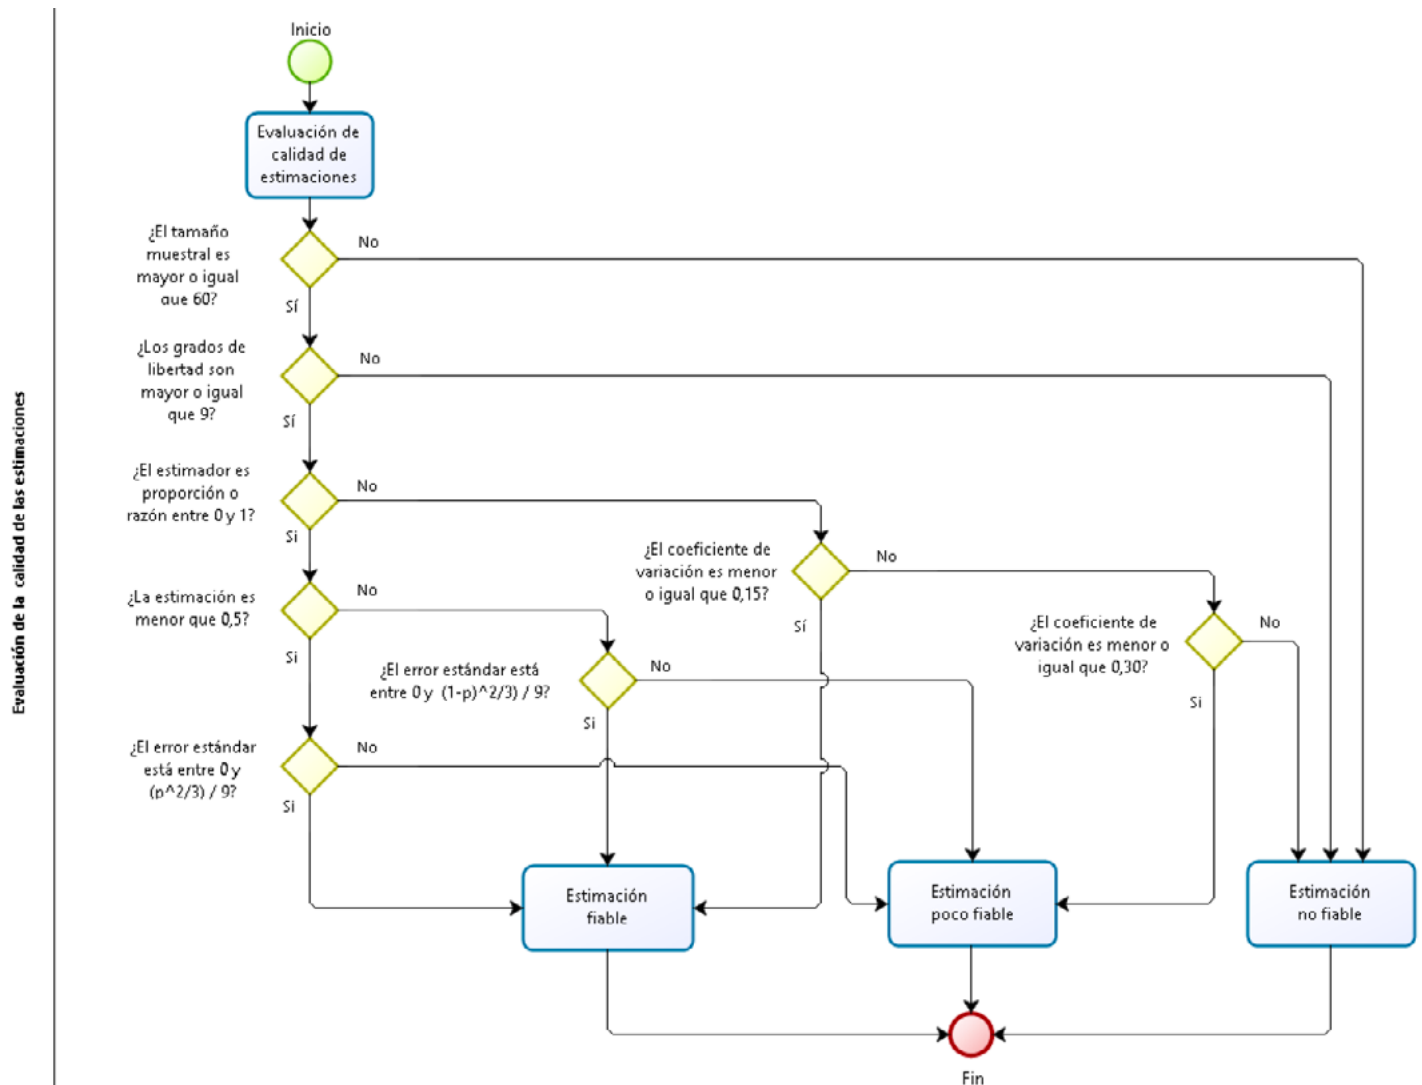 Evaluación de la calidad de las estimaciones
Inicio
Evaluación de
calidad de
estimaciones
¿El tamaño
muestral es
mayor o igual
que 60?
No
Sí
¿Los grados de
libertad son
mayor o igual
que 9?
No
Sí
¿El estimador es
proporción o
razón entre 0 y 1?
No
Si
¿El coeficiente de
variación es menor
o igual que 0,15?
No
Sí
¿La estimación es
menor que 0,5?
No
Si
¿El coeficiente de
variación es menor o
igual que 0,30?
No
Si
¿El error estándar está
entre 0 y (1-p)^2/3) / 9?
No
Si
¿El error estándar
está entre 0 y
(p^2/3) / 9?
No
Si
Estimación
fiable
Estimación
poco fiable
Estimación
no fiable
Fin